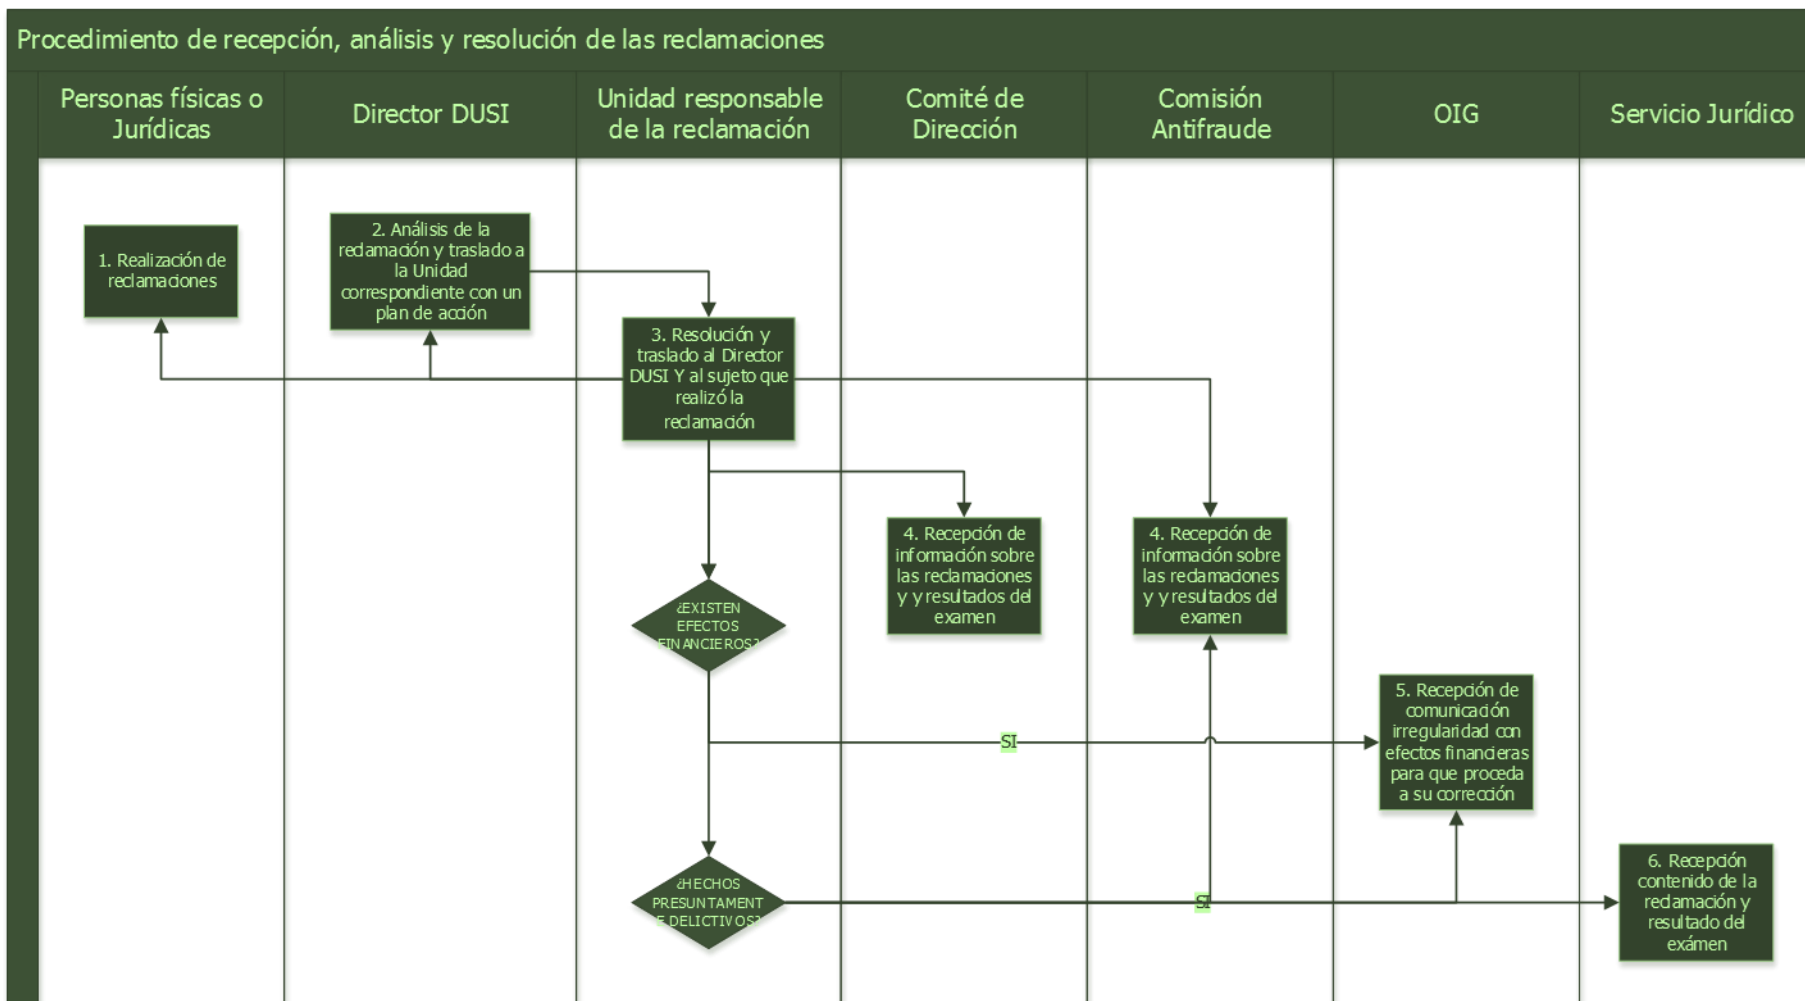 Procedimiento de recepción, análisis y resolución de las reclamaciones
Personas físicas o
Jurídicas
Director DUSI
Unidad responsable
de la reclamación
Comité de
Dirección
Comisión
Antifraude
OIG
Servicio Jurídico
1. Realización de
reclamaciones
2. Análisis de la
reclamación y traslado a
la Unidad
correspondiente con un
plan de acción
3. Resolución y
traslado al Director
DUSI Y al sujeto que
realizó la
reclamación
4. Recepción de
información sobre
las reclamaciones
y y resultados del
examen
4. Recepción de
información sobre
las reclamaciones
y y resultados del
examen
¿EXISTEN
EFECTOS
FINANCIEROS?
5. Recepción de
comunicación
irregularidad con
efectos financieras
para que proceda
a su corrección
SI
¿HECHOS
PRESUNTAMENT
E DELICTIVOS?
SI
6. Recepción
contenido de la
reclamación y
resultado del
exámen